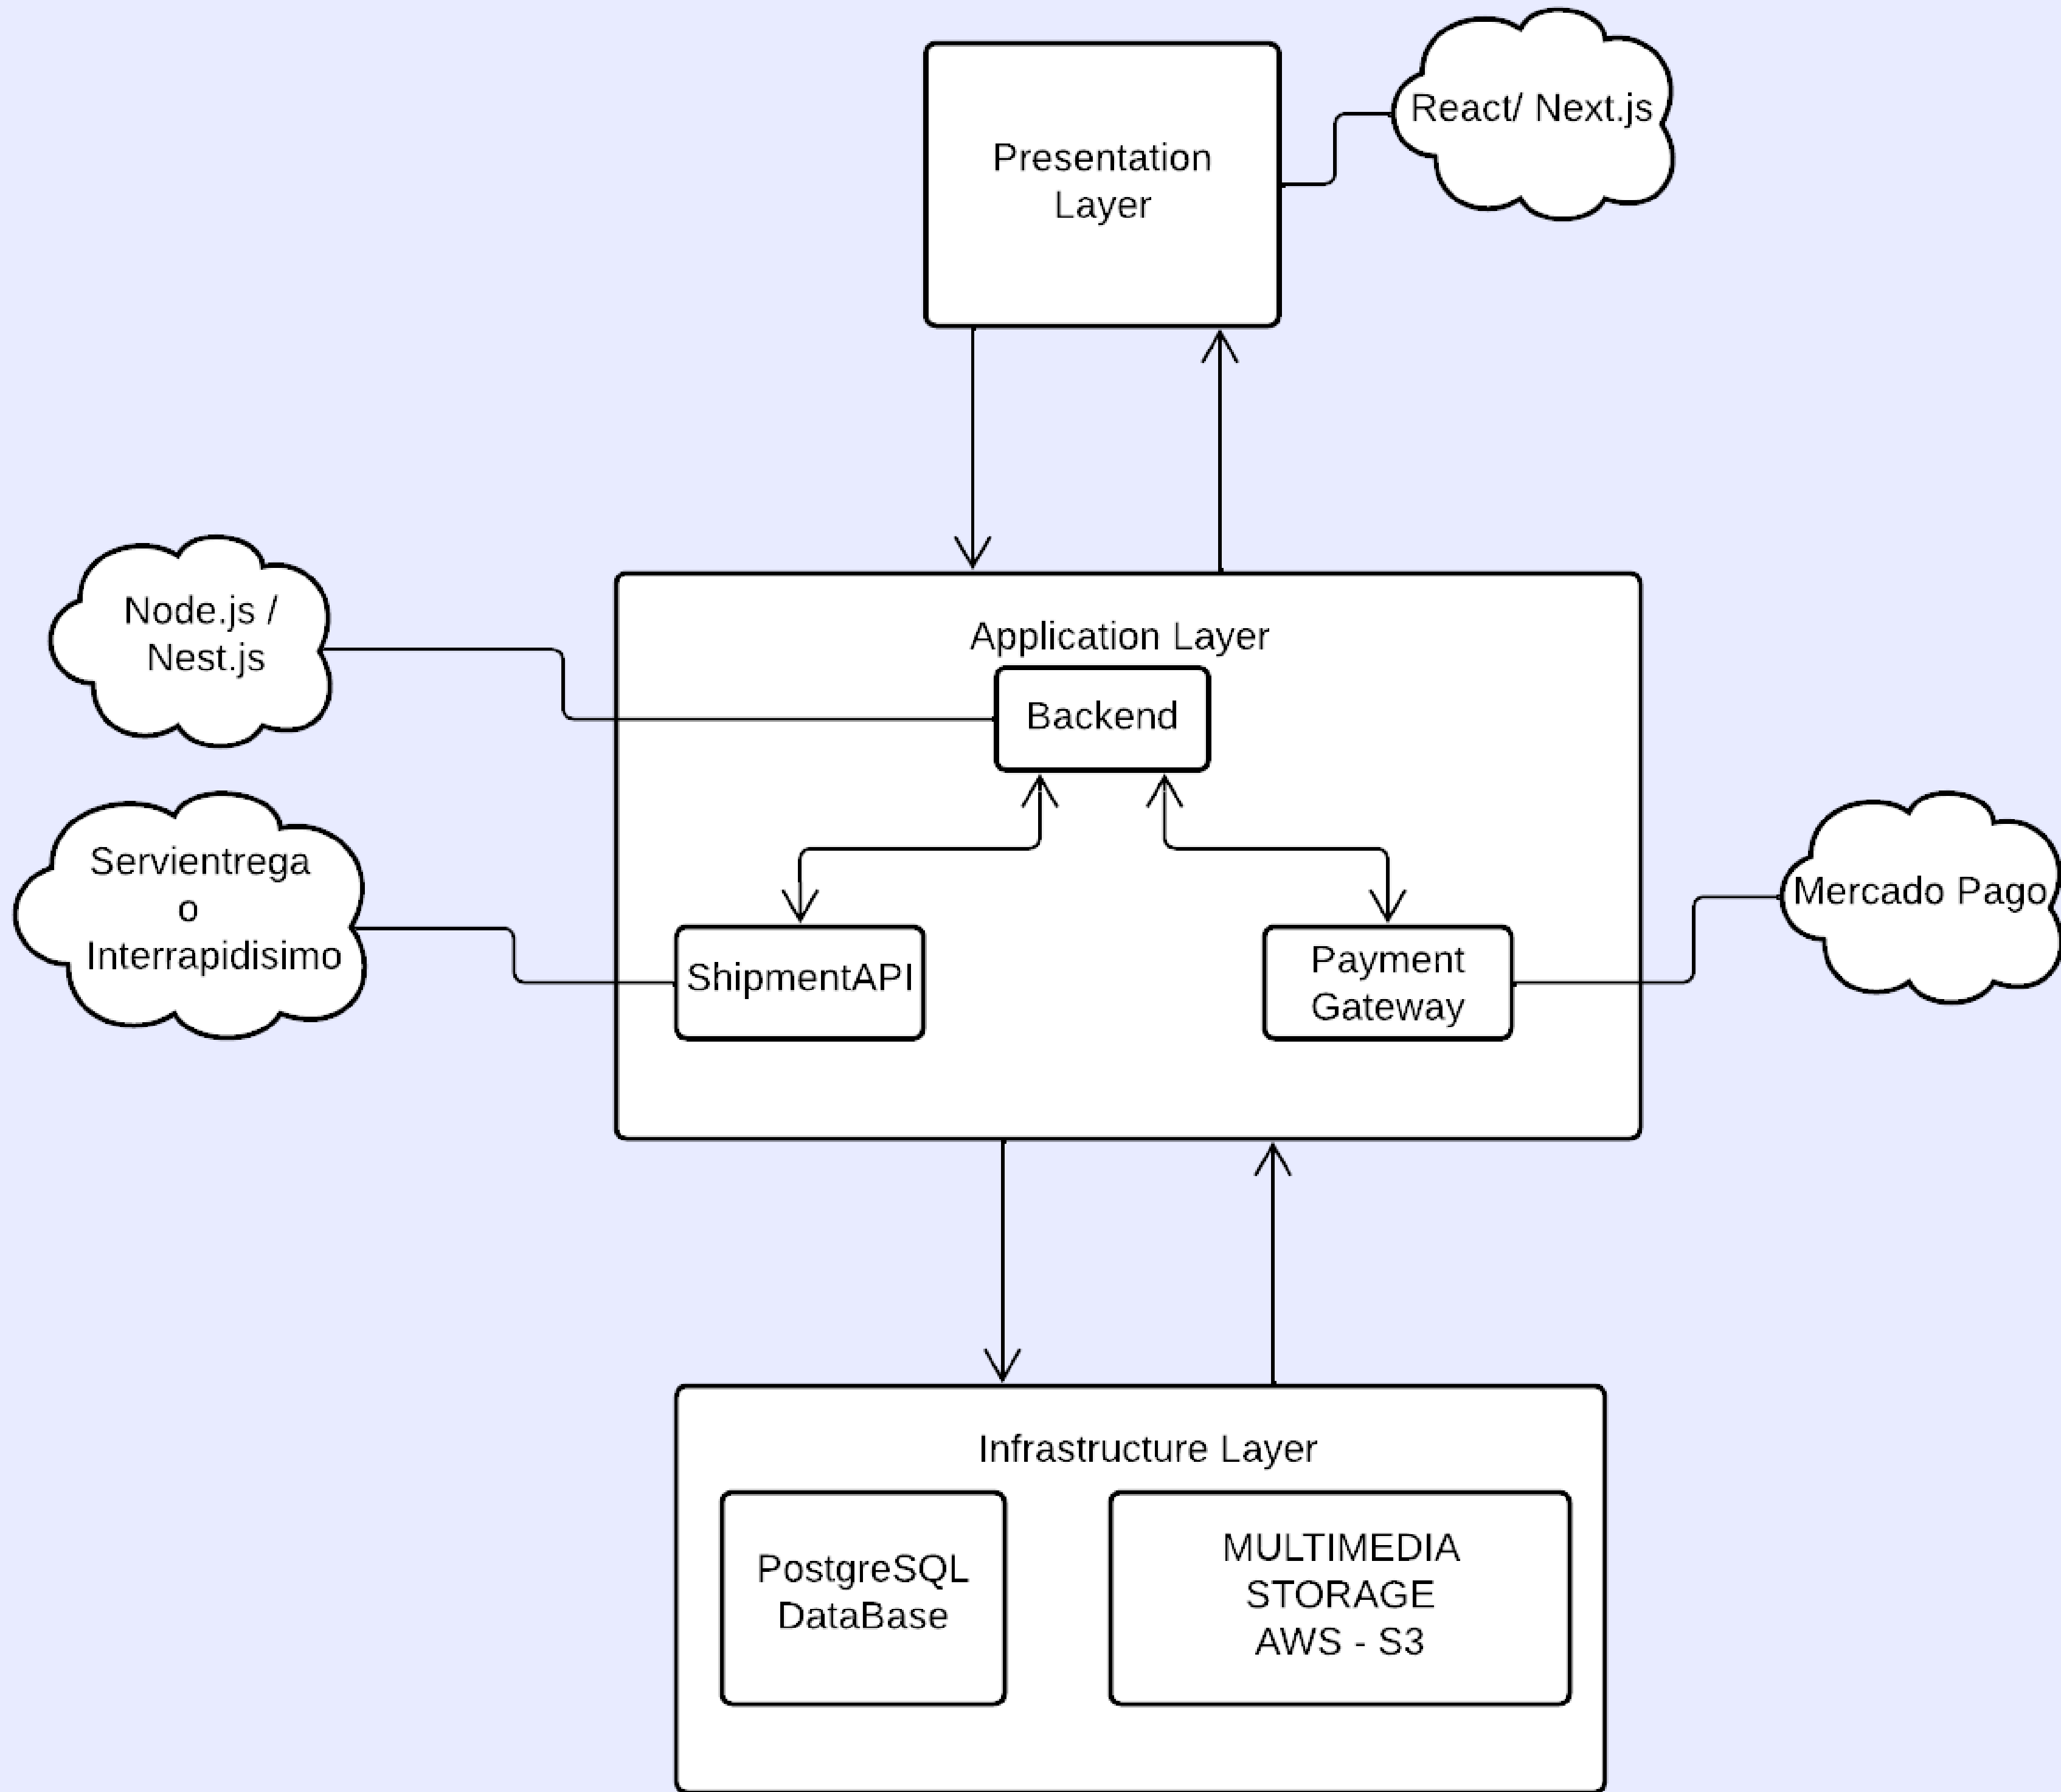 React/ Next.js
Presentation
Layer
Node.js /
Nest.js
Application Layer
Backend
Servientrega
o
Interrapidisimo
ShipmentAPI
Payment
Gateway
Mercado Pago
Infrastructure Layer
PostgreSQL
DataBase
MULTIMEDIA
STORAGE
AWS - S3